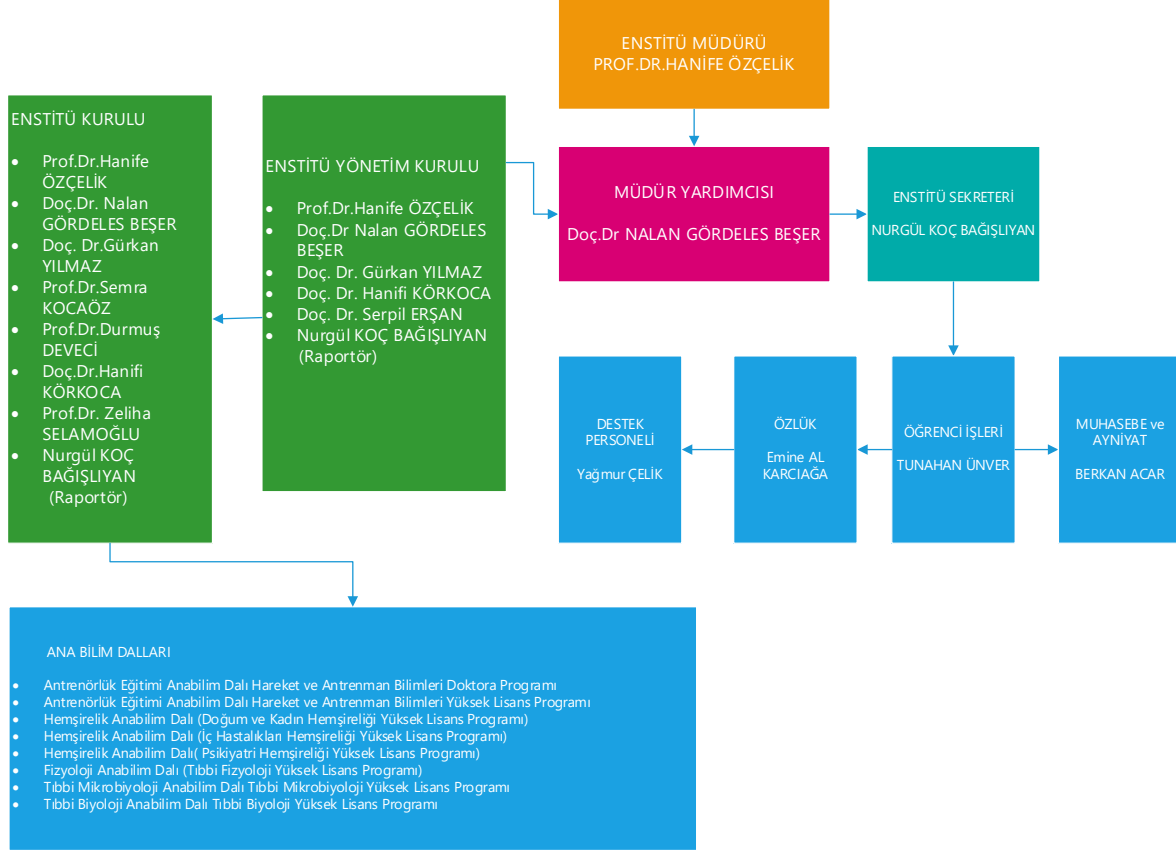 ENSTİTÜ MÜDÜRÜ
PROF.DR.HANİFE ÖZÇELİK
ENSTİTÜ KURULU
• Prof.Dr.Hanife
ÖZÇELİK
• Doç.Dr. Nalan
GÖRDELES BEŞER
• Doç. Dr.Gürkan
YILMAZ
• Prof.Dr.Semra
KOCAÖZ
• Prof.Dr.Durmuş
DEVECİ
• Doç.Dr.Hanifi
KÖRKOCA
• Prof.Dr. Zeliha
SELAMOĞLU
• Nurgül KOÇ
BAĞIŞLIYAN
(Raportör)
ENSTİTÜ YÖNETİM KURULU
• Prof.Dr.Hanife ÖZÇELİK
• Doç.Dr Nalan GÖRDELES
BEŞER
• Doç. Dr. Gürkan YILMAZ
• Doç. Dr. Hanifi KÖRKOCA
• Doç. Dr. Serpil ERŞAN
• Nurgül KOÇ BAĞIŞLIYAN
(Raportör)
MÜDÜR YARDIMCISI
Doç.Dr NALAN GÖRDELES BEŞER
ENSTİTÜ SEKRETERİ
NURGÜL KOÇ BAĞIŞLIYAN
DESTEK
PERSONELİ
Yağmur ÇELİK
ÖZLÜK
Emine AL
KARCIAĞA
ÖĞRENCİ İŞLERİ
TUNAHAN ÜNVER
MUHASEBE ve
AYNİYAT
BERKAN ACAR
ANA BİLİM DALLARI
• Antrenörlük Eğitimi Anabilim Dalı Hareket ve Antrenman Bilimleri Doktora Programı
• Antrenörlük Eğitimi Anabilim Dalı Hareket ve Antrenman Bilimleri Yüksek Lisans Programı
• Hemşirelik Anabilim Dalı (Doğum ve Kadın Hemşireliği Yüksek Lisans Programı)
• Hemşirelik Anabilim Dalı (İç Hastalıkları Hemşireliği Yüksek Lisans Programı)
• Hemşirelik Anabilim Dalı( Psikiyatri Hemşireliği Yüksek Lisans Programı)
• Fizyoloji Anabilim Dalı (Tıbbi Fizyoloji Yüksek Lisans Programı)
• Tıbbi Mikrobiyoloji Anabilim Dalı Tıbbi Mikrobiyoloji Yüksek Lisans Programı
• Tıbbi Biyoloji Anabilim Dalı Tıbbi Biyoloji Yüksek Lisans Programı